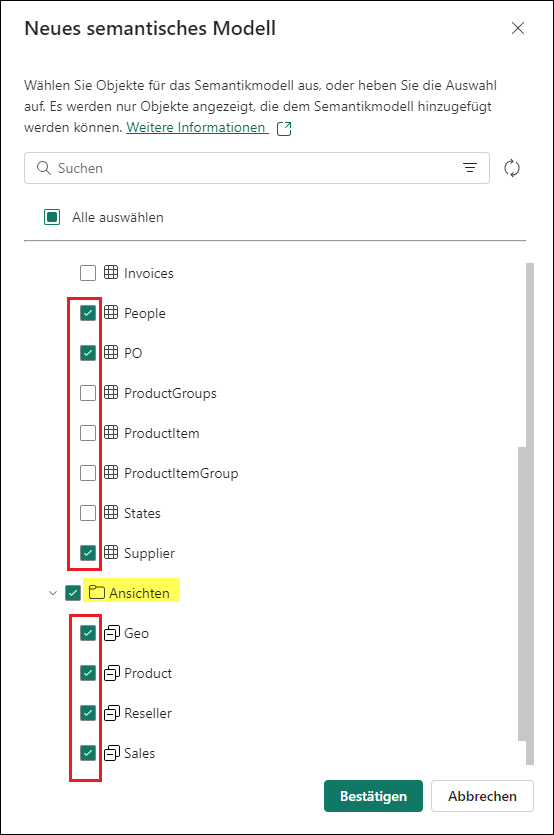 Neues semantisches Modell
Wählen Sie Objekte für das Semantikmodell aus, oder heben Sie die Auswahl
auf. Es werden nur Objekte angezeigt, die dem Semantikmodell hinzugefügt
werden können. Weitere Informationen
Suchen
Alle auswählen
Invoices
People
PO
ProductGroups
ProductItem
ProductItemGroup
States
Supplier
Ansichten
Geo
Product
Reseller
Sales
Bestätigen Abbrechen